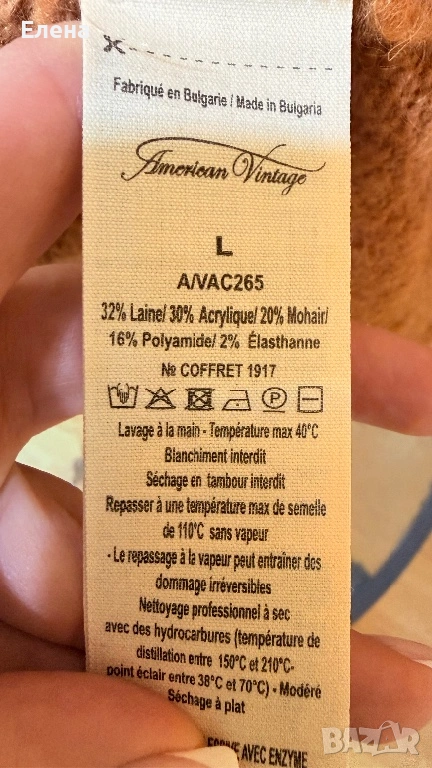 Елена
Fabriqué en Bulgarie / Made in Bulgaria
American Vintage
L
A/VAC265
32% Laine/ 30% Acrylique/ 20% Mohair/
16% Polyamide/ 2% Élasthanne
№ COFFRET 1917
P
Lavage à la main - Température max 40°C
Blanchiment interdit
Séchage en tambour interdit
Repasser à une température max de semelle
de 110°C sans vapeur
- Le repassage à la vapeur peut entraîner des
dommage irréversibles
Nettoyage professionnel à sec
avec des hydrocarbures (température de
distillation entre 150°C et 210°C-
point éclair entre 38°C et 70°C) - Modéré
Séchage à plat
AVEC ENZYME
BAZAR